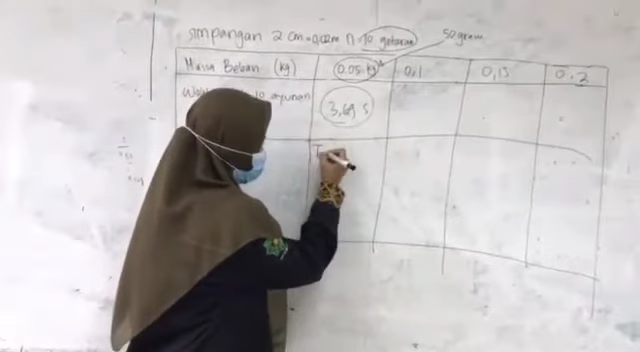 simpangan 2 cm = 0,02m n = 10 getaran
50 gram
Massa Beban (kg) 0.05 kg 0,1 0,15 0.2
10 ayunan 3,69 s
T